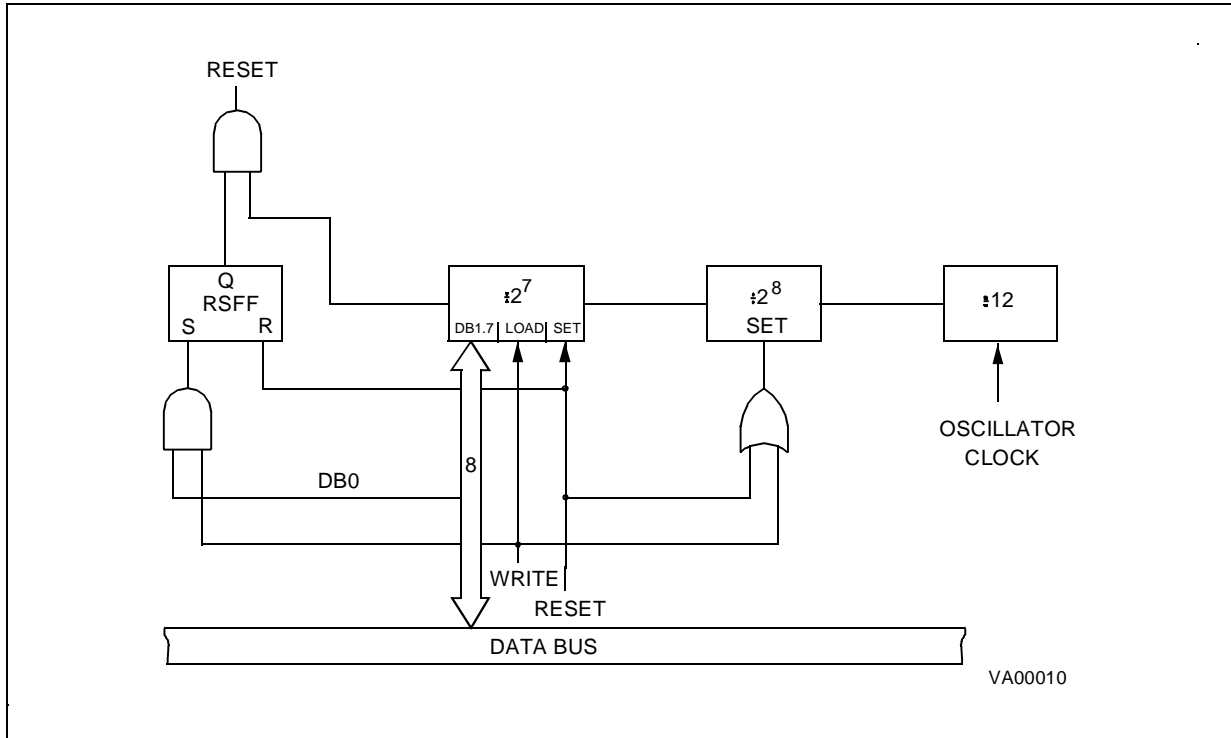 RESET
Q
RSFF
S R
÷2⁷
DB1.7 LOAD SET
÷2⁸
SET
÷12
OSCILLATOR
CLOCK
8
DB0
WRITE
RESET
DATA BUS
VA00010